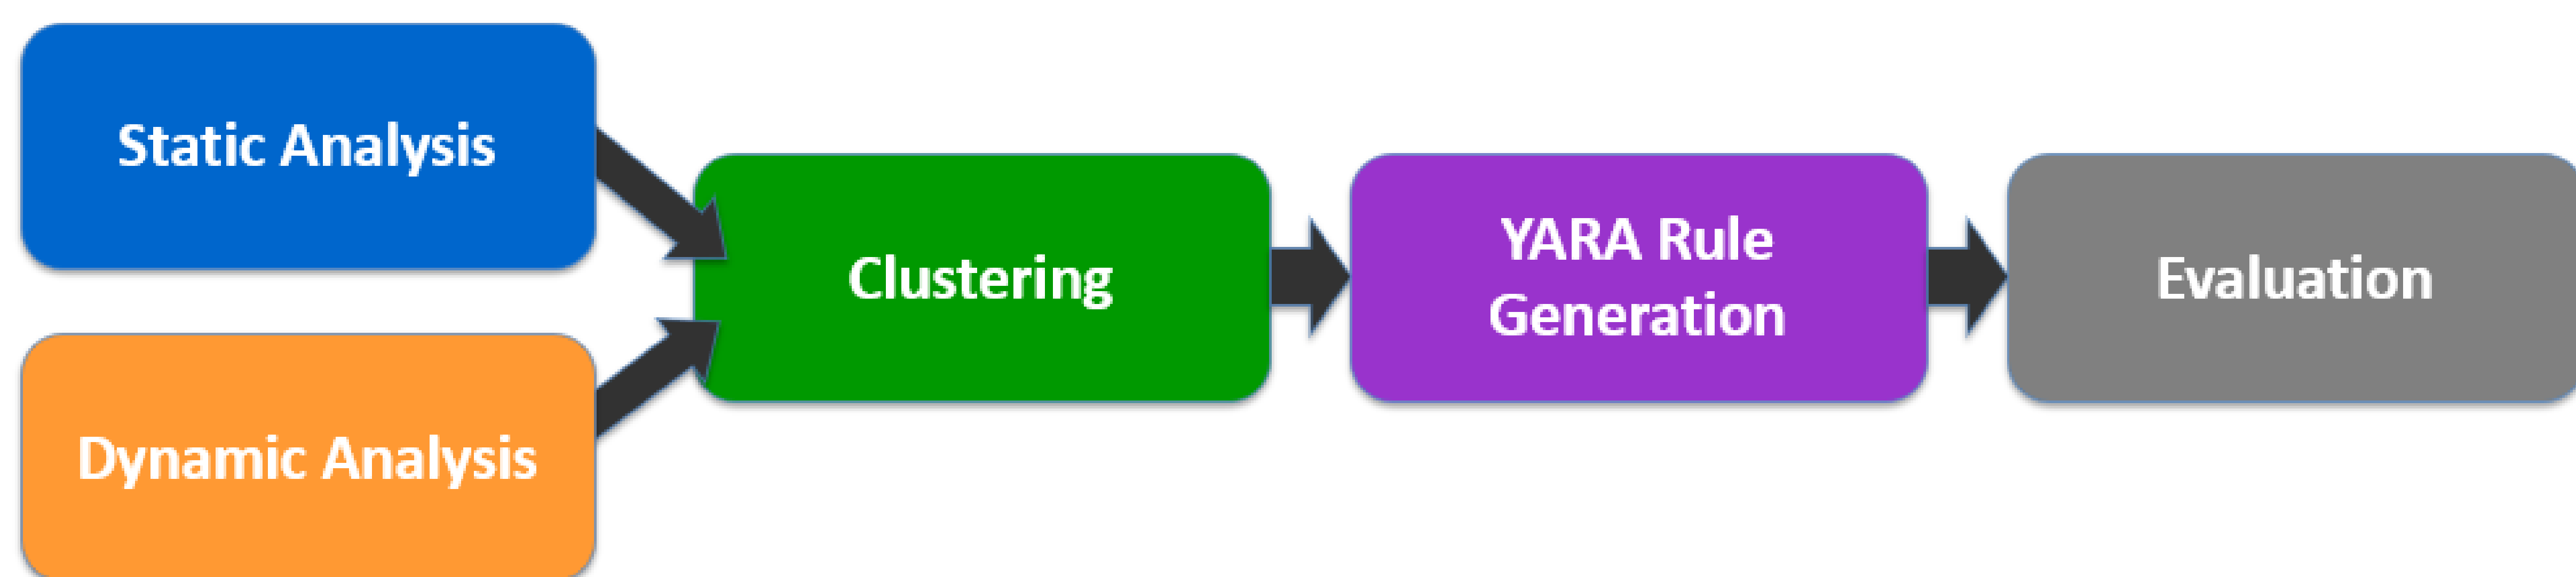 Static Analysis
Dynamic Analysis
Clustering
YARA Rule
Generation
Evaluation